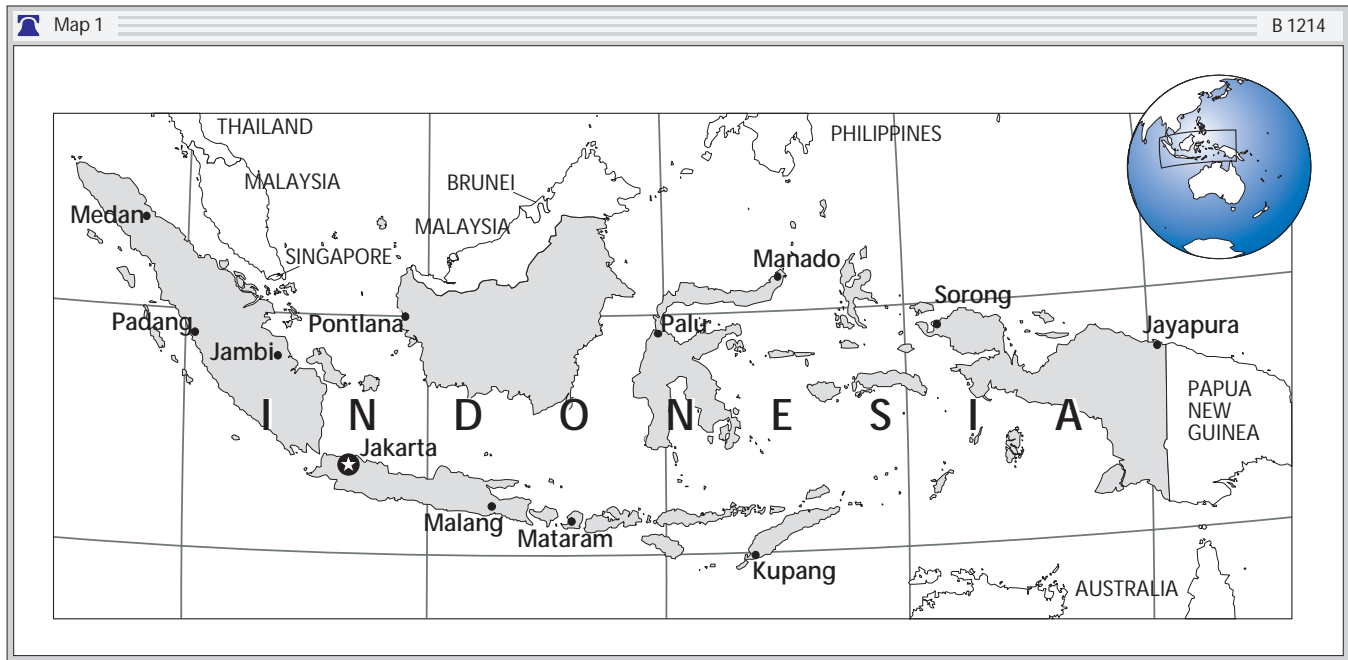 Map 1
B 1214
THAILAND
PHILIPPINES
MALAYSIA
BRUNEI
Medan
MALAYSIA
SINGAPORE
Manado
Sorong
Padang
Pontlana
Palu
Jayapura
Jambi
PAPUA
NEW
GUINEA
INDONESIA
Jakarta
Malang
Mataram
Kupang
AUSTRALIA